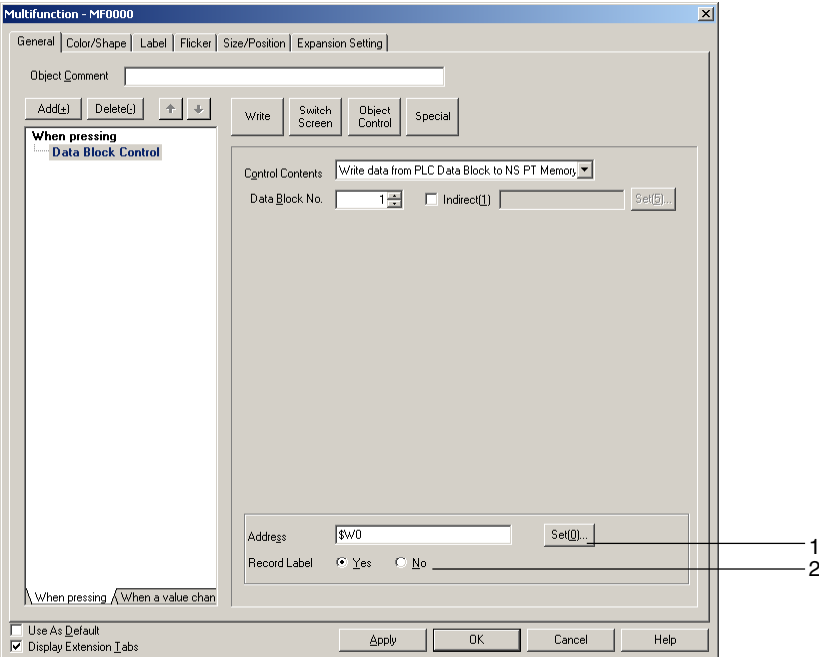 Multifunction - MF0000
General Color/Shape Label Flicker Size/Position Expansion Setting
Object Comment
Add(+) Delete(-)
Write Switch Screen Object Control Special
When pressing
Data Block Control
Control Contents Write data from PLC Data Block to NS PT Memory
Data Block No. 1 Indirect(1) Set(5)...
Address $W0 Set(0)... 1
Record Label Yes No 2
When pressing When a value chan
Use As Default
Display Extension Tabs
Apply OK Cancel Help